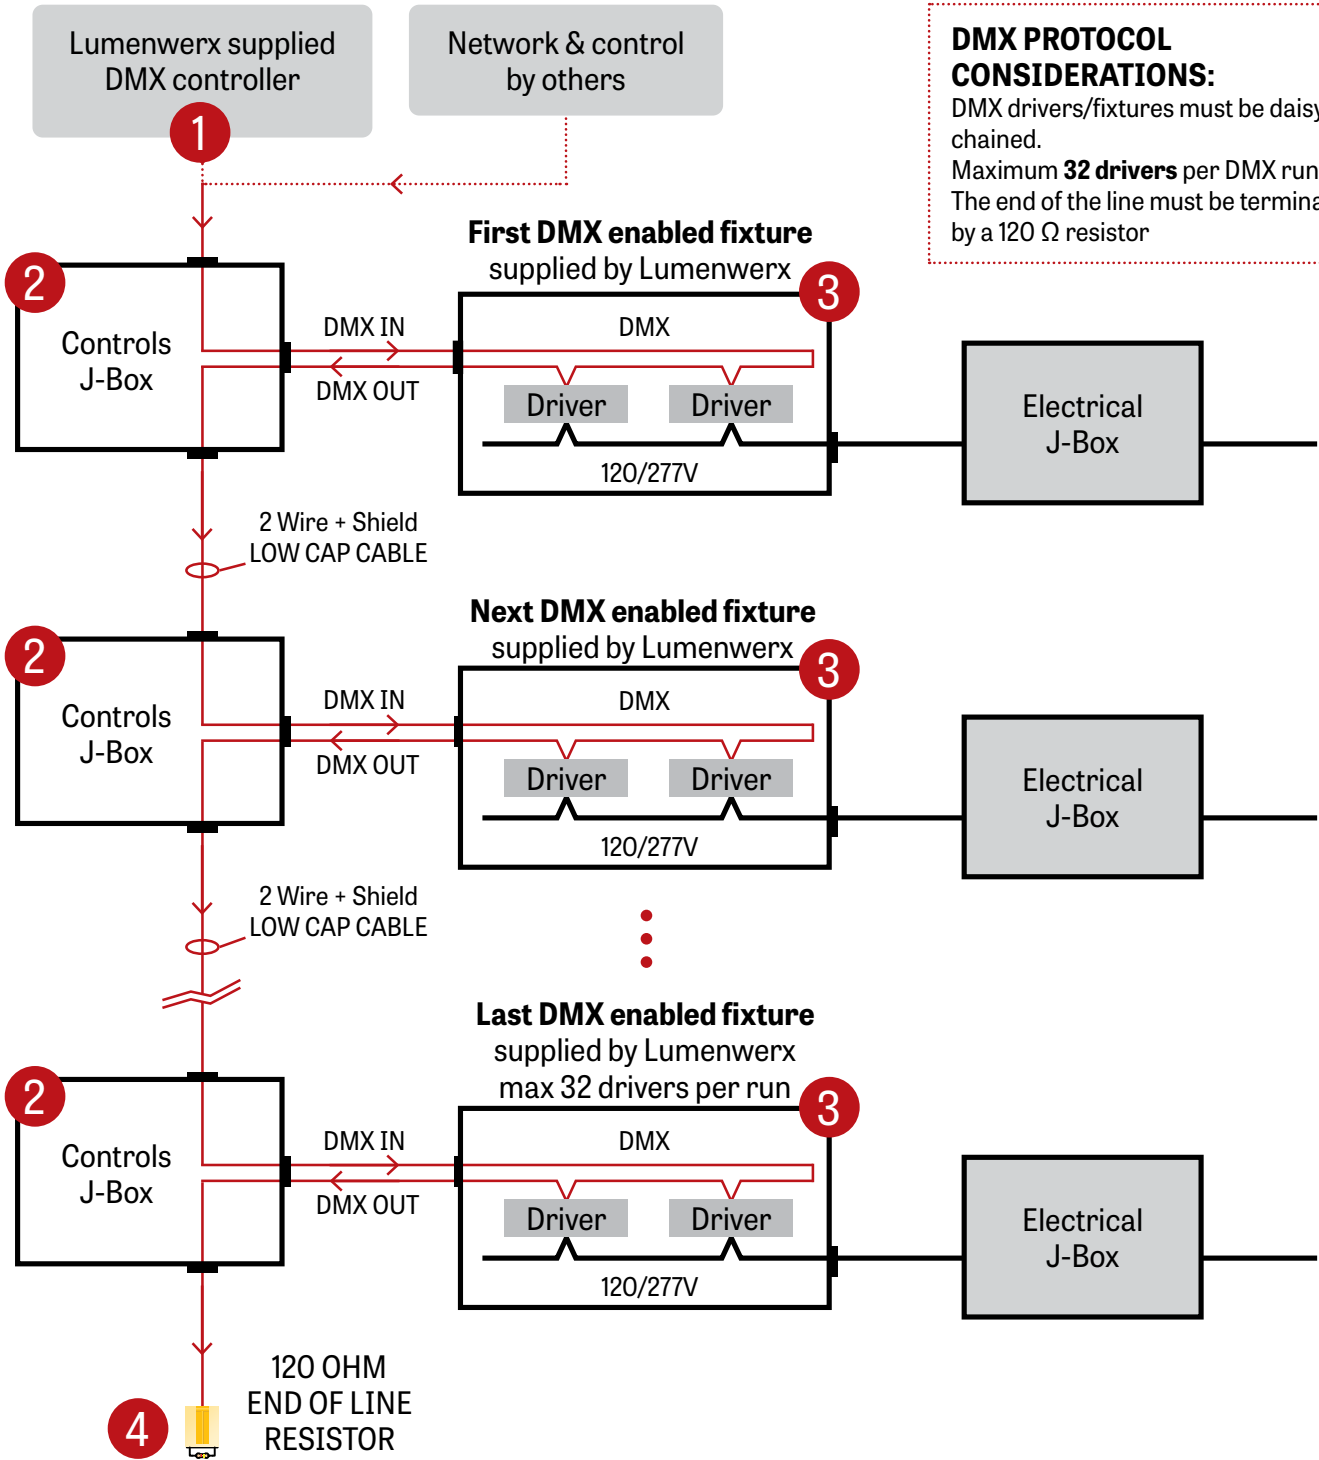 Lumenwerx supplied
DMX controller
1
Network & control
by others
DMX PROTOCOL
CONSIDERATIONS:
DMX drivers/fixtures must be daisy
chained.
Maximum 32 drivers per DMX run
The end of the line must be termina
by a 120 Ω resistor
First DMX enabled fixture
supplied by Lumenwerx
2
Controls
J-Box
DMX IN
DMX OUT
3
DMX
Driver
Driver
120/277V
Electrical
J-Box
2 Wire + Shield
LOW CAP CABLE
Next DMX enabled fixture
supplied by Lumenwerx
2
Controls
J-Box
DMX IN
DMX OUT
3
DMX
Driver
Driver
120/277V
Electrical
J-Box
2 Wire + Shield
LOW CAP CABLE
Last DMX enabled fixture
supplied by Lumenwerx
max 32 drivers per run
2
Controls
J-Box
DMX IN
DMX OUT
3
DMX
Driver
Driver
120/277V
Electrical
J-Box
4
120 OHM
END OF LINE
RESISTOR